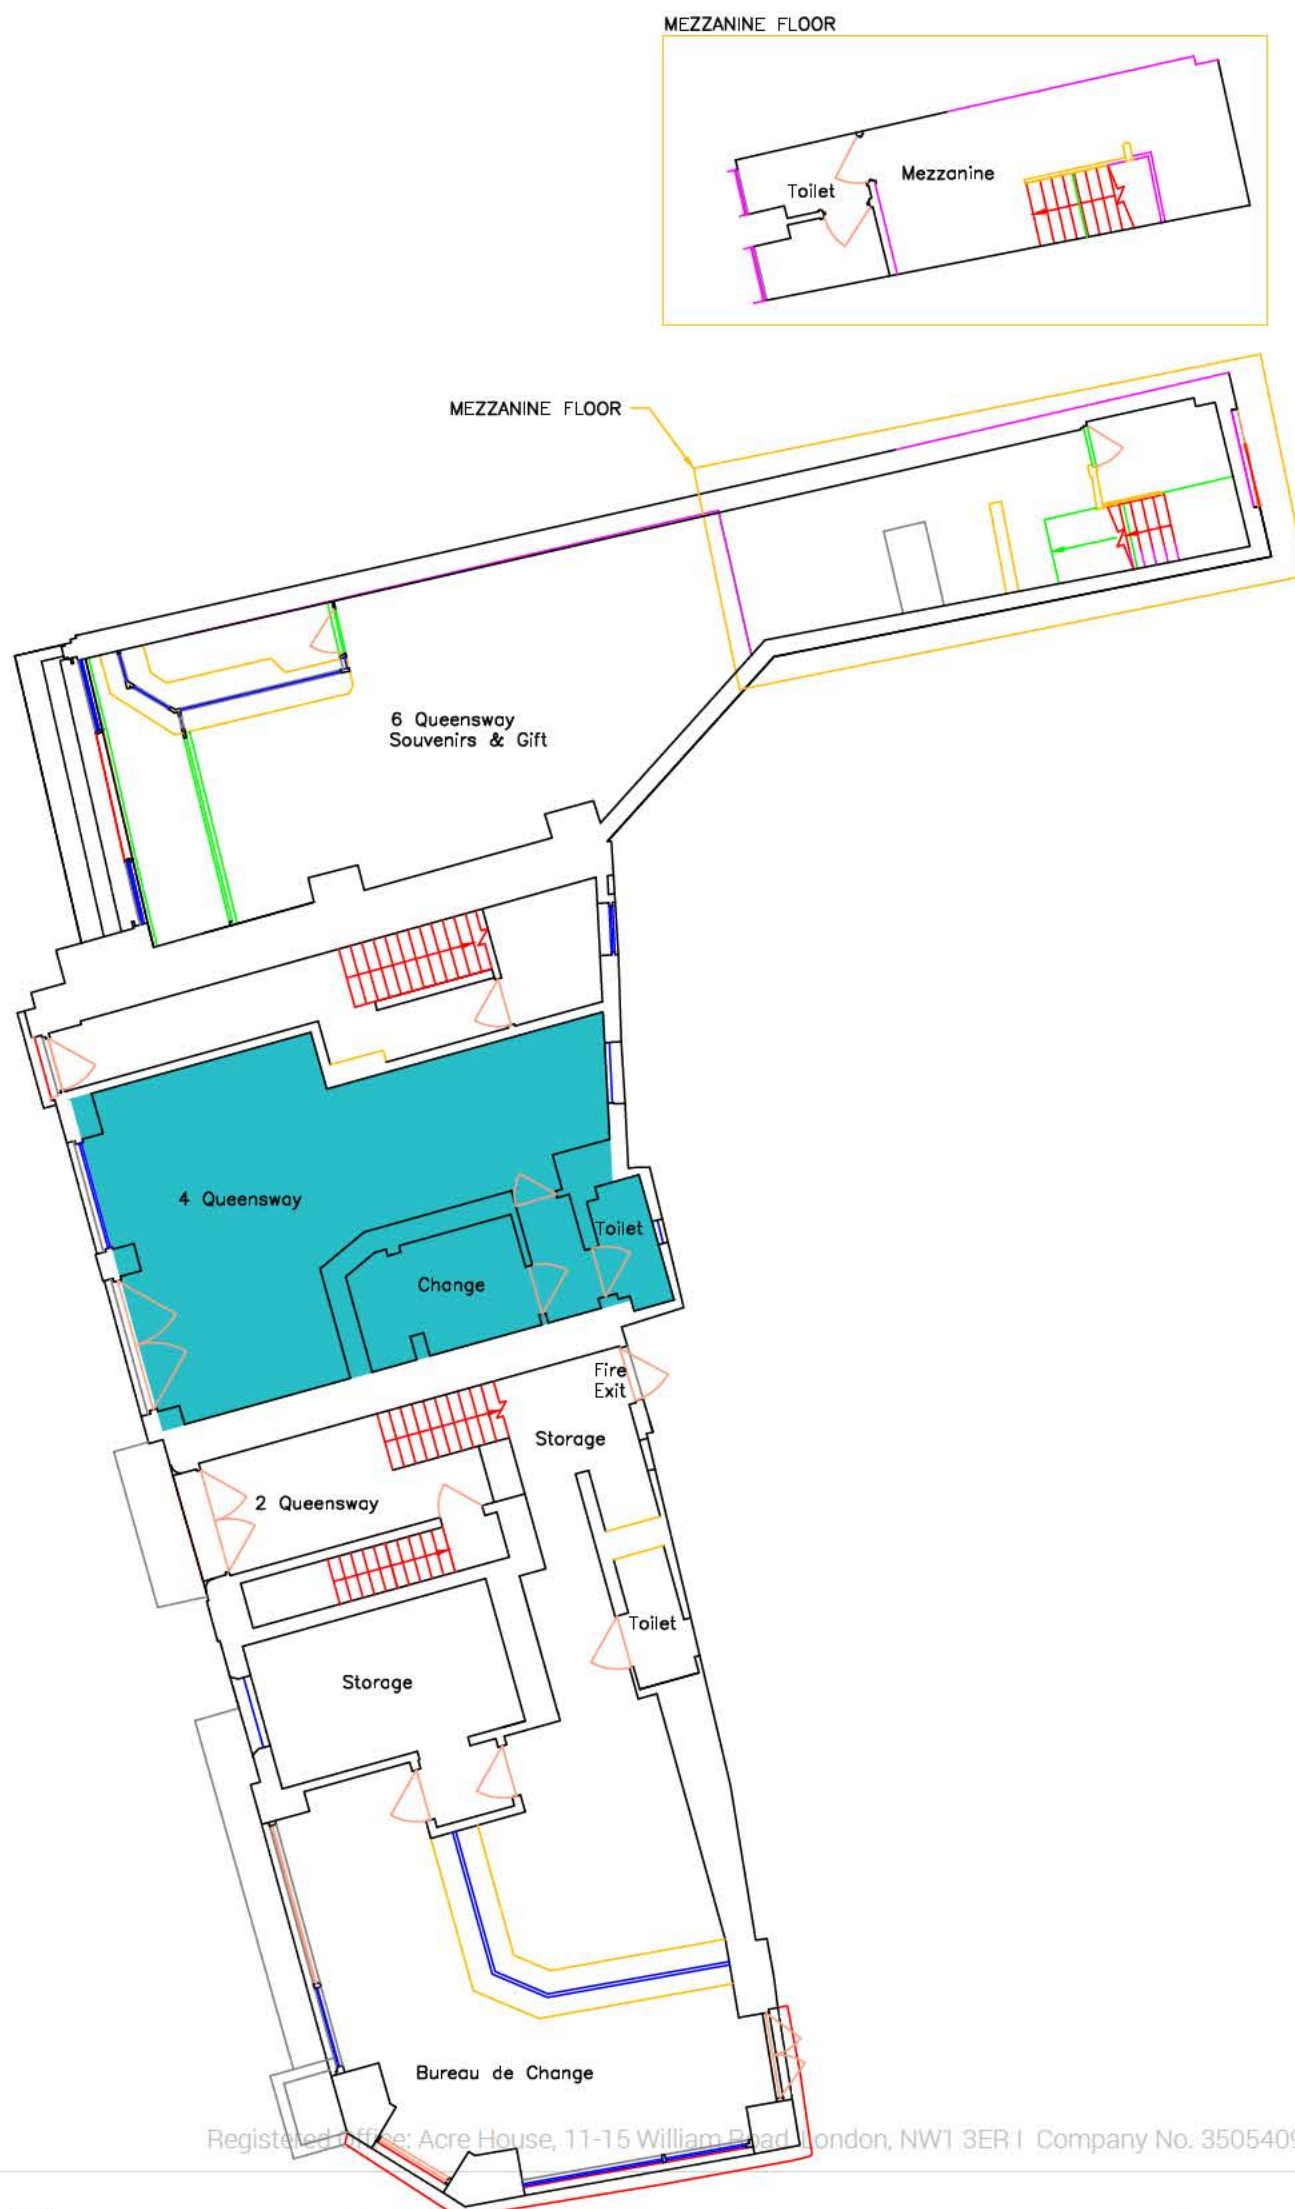 MEZZANINE FLOOR
Toilet
Mezzanine
MEZZANINE FLOOR
6 Queensway
Souvenirs & Gift
4 Queensway
Toilet
Change
Fire
Exit
Storage
2 Queensway
Toilet
Storage
Bureau de Change
Registered office: Acre House, 11-15 William Road, London, NW1 3ER I Company No. 3505409